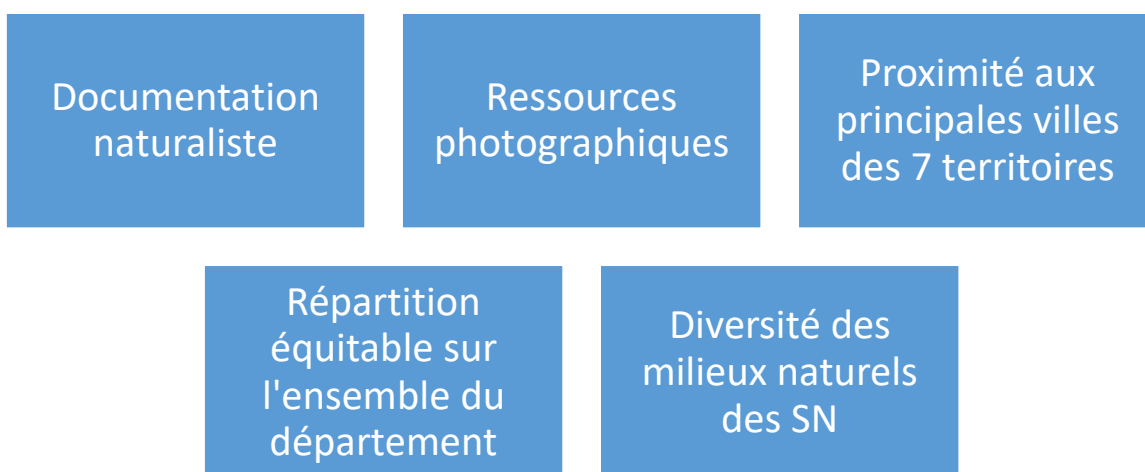 Documentation
naturaliste
Ressources
photographiques
Proximité aux
principales villes
des 7 territoires
Répartition
équitable sur
l'ensemble du
département
Diversité des
milieux naturels
des SN